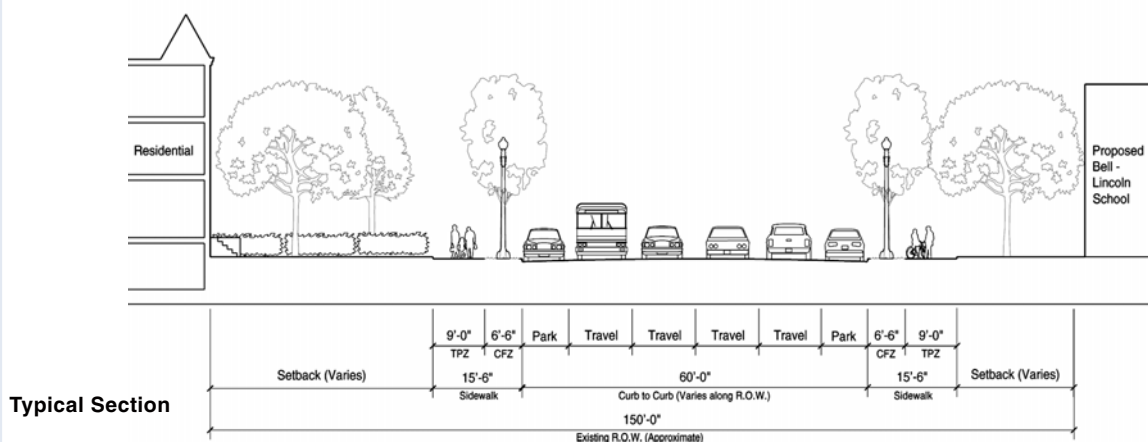 Residential
Proposed
Bell -
Lincoln
School
9'-0" 6'-6" Park Travel Travel Travel Travel Park 6'-6" 9'-0"
TPZ CFZ CFZ TPZ
Setback (Varies) 15'-6" 60'-0" 15'-6" Setback (Varies)
Sidewalk Curb to Curb (Varies along R.O.W.) Sidewalk
Typical Section
150'-0"
Existing R.O.W. (Approximate)